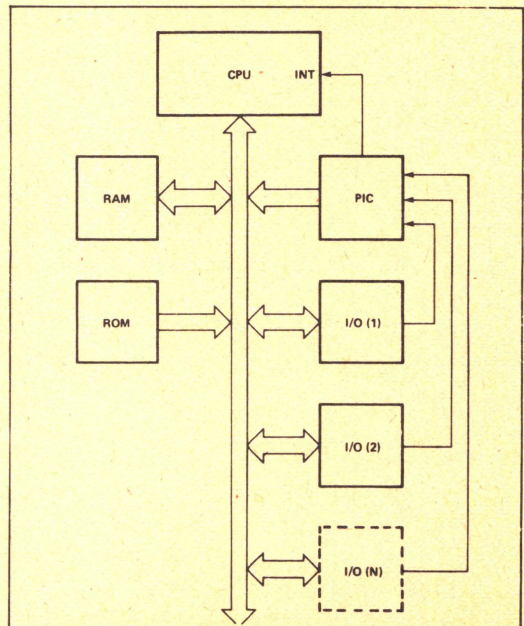 CPU INT
RAM
PIC
ROM
I/O (1)
I/O (2)
I/O (N)